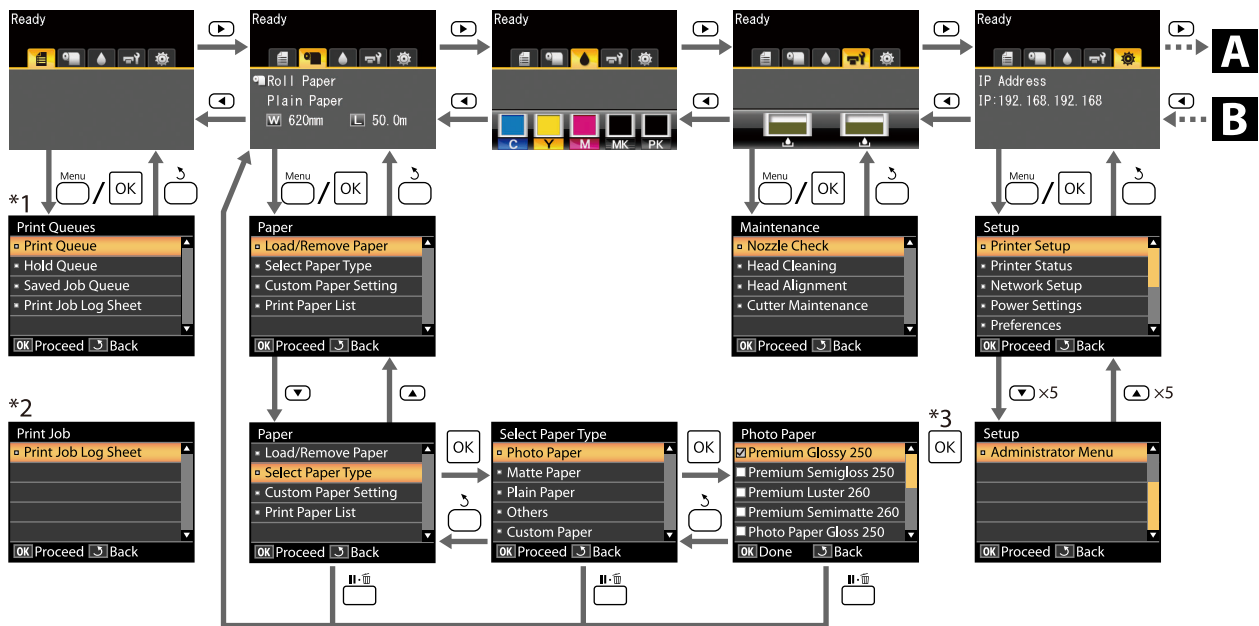 Ready
Ready
Ready
Ready
Ready
A
B
Roll Paper
Plain Paper
W 620mm L 50.0m
C Y M MK PK
IP Address
IP:192.168.192.168
Menu / OK
Menu / OK
Menu / OK
Menu / OK
*1
Print Queues
Print Queue
Hold Queue
Saved Job Queue
Print Job Log Sheet
OK Proceed Back
Paper
Load/Remove Paper
Select Paper Type
Custom Paper Setting
Print Paper List
OK Proceed Back
Maintenance
Nozzle Check
Head Cleaning
Head Alignment
Cutter Maintenance
OK Proceed Back
Setup
Printer Setup
Printer Status
Network Setup
Power Settings
Preferences
OK Proceed Back
×5
×5
*2
Print Job
Print Job Log Sheet
OK Proceed Back
Paper
Load/Remove Paper
Select Paper Type
Custom Paper Setting
Print Paper List
OK Proceed Back
OK
Select Paper Type
Photo Paper
Matte Paper
Plain Paper
Others
Custom Paper
OK Proceed Back
OK
Photo Paper
Premium Glossy 250
Premium Semigloss 250
Premium Luster 260
Premium Semimatte 260
Photo Paper Gloss 250
OK Done Back
*3
OK
Setup
Administrator Menu
OK Proceed Back